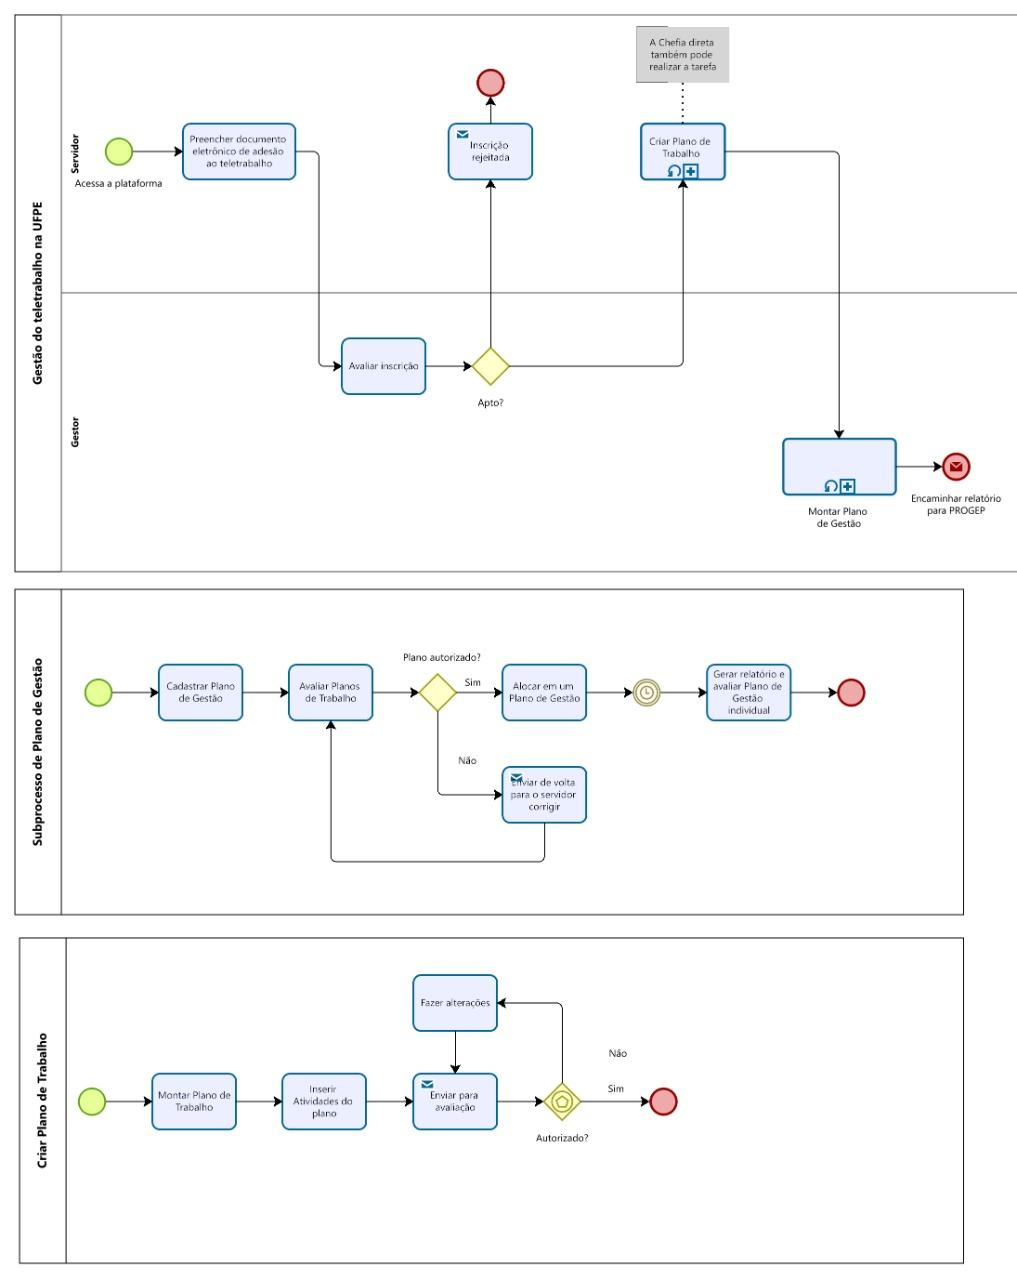 Gestão do teletrabalho na UFPE
Servidor
Acessa a plataforma
Preencher documento
eletrônico de adesão
ao teletrabalho
Inscrição
rejeitada
A Chefia direta
também pode
realizar a tarefa
Criar Plano de
Trabalho
Gestor
Avaliar inscrição
Apto?
Montar Plano
de Gestão
Encaminhar relatório
para PROGEP
Subprocesso de Plano de Gestão
Cadastrar Plano
de Gestão
Avaliar Planos
de Trabalho
Plano autorizado?
Sim
Não
Alocar em um
Plano de Gestão
Enviar de volta
para o servidor
corrigir
Gerar relatório e
avaliar Plano de
Gestão
individual
Criar Plano de Trabalho
Montar Plano de
Trabalho
Inserir
Atividades do
plano
Fazer alterações
Enviar para
avaliação
Autorizado?
Não
Sim